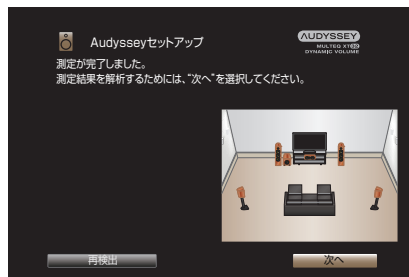 Audysseyセットアップ
AUDYSSEY
MULTEQ XT32
DYNAMIC VOLUME
測定が完了しました。
測定結果を解析するためには、“次へ”を選択してください。
再検出
次へ